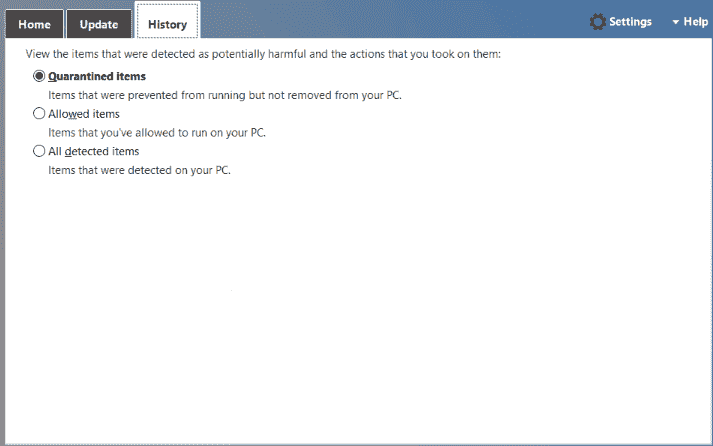 Home Update History Settings Help
View the items that were detected as potentially harmful and the actions that you took on them:
Quarantined items
Items that were prevented from running but not removed from your PC.
Allowed items
Items that you've allowed to run on your PC.
All detected items
Items that were detected on your PC.